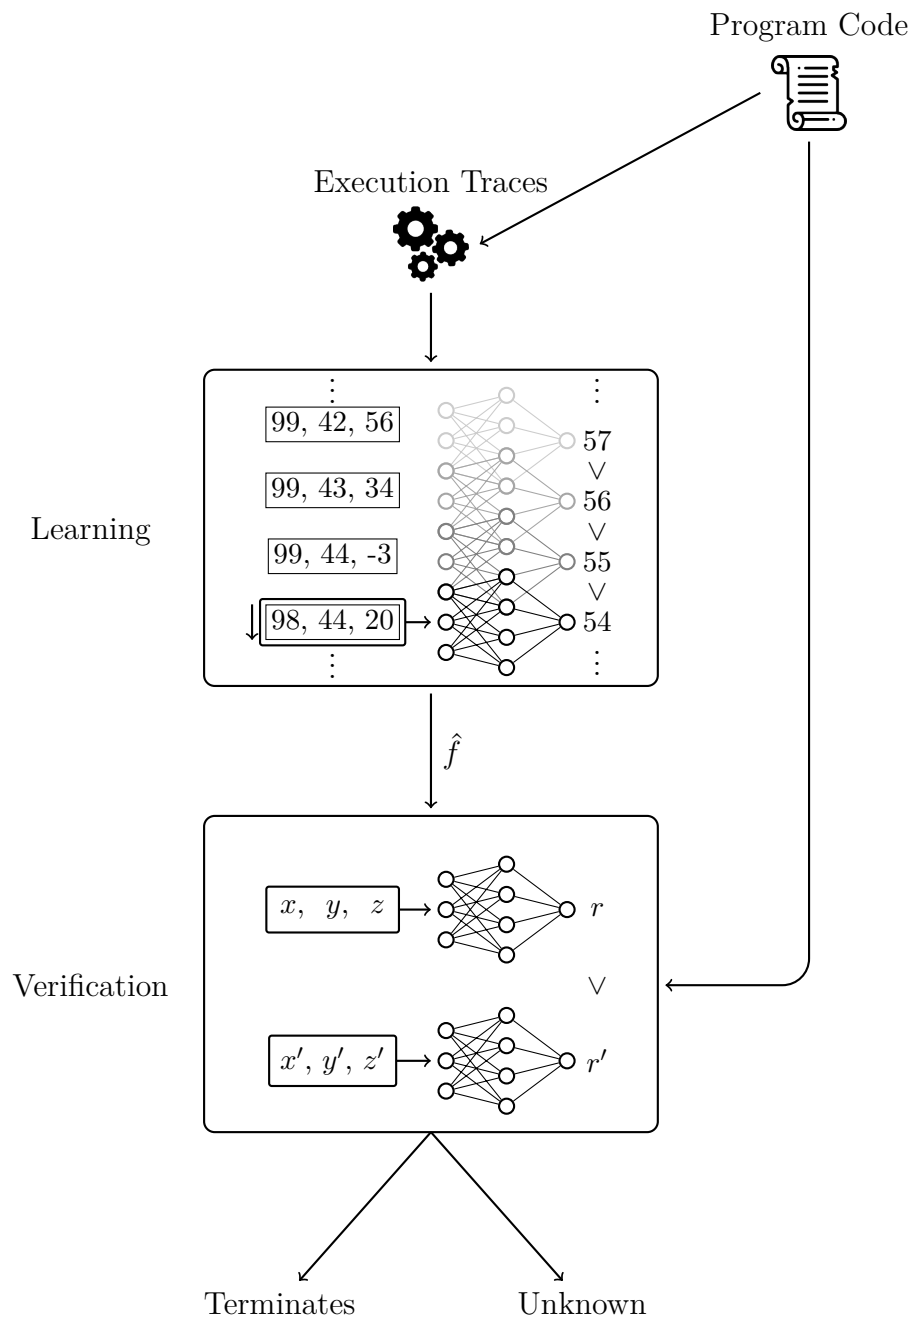 Program Code
Execution Traces
Learning
⋮ ⋮
99, 42, 56
57
∨
99, 43, 34
56
∨
99, 44, -3
55
∨
98, 44, 20
54
⋮ ⋮
f̂
Verification
x, y, z
r
∨
x′, y′, z′
r′
Terminates
Unknown